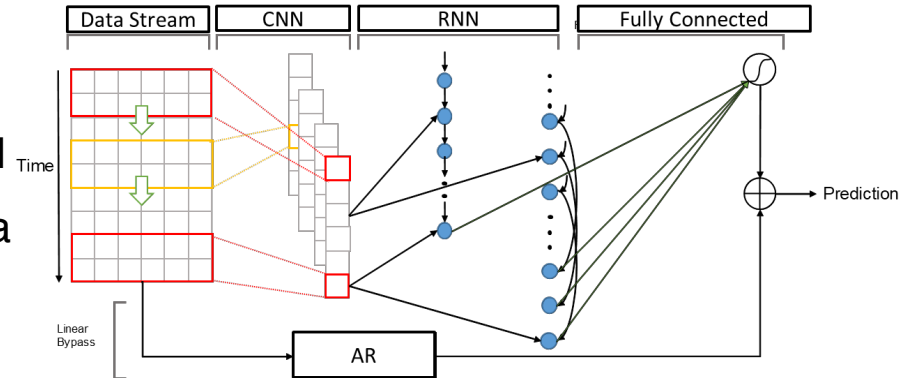 Data Stream
CNN
RNN
Fully Connected
Time
a
Prediction
Linear
Bypass
AR